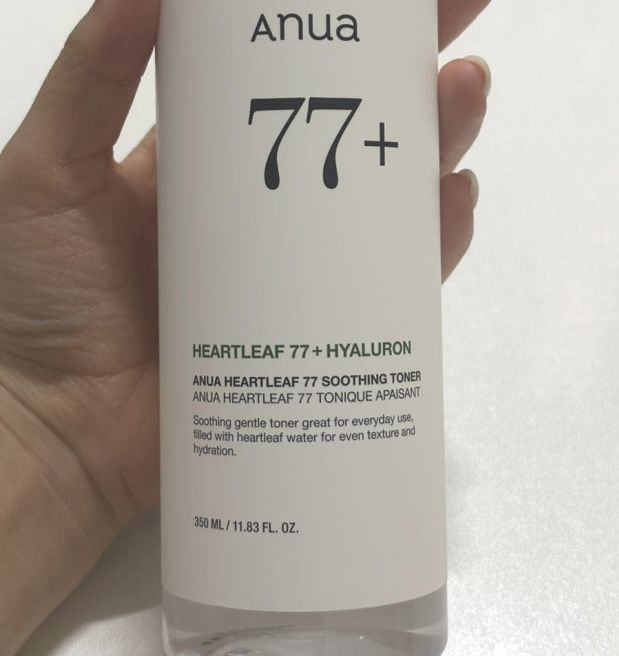 Anua
77+
HEARTLEAF 77+HYALURON
ANUA HEARTLEAF 77 SOOTHING TONER
ANUA HEARTLEAF 77 TONIQUE APAISANT
Soothing gentle toner great for everyday use,
filled with heartleaf water for even texture and
hydration.
350 ML / 11.83 FL. OZ.